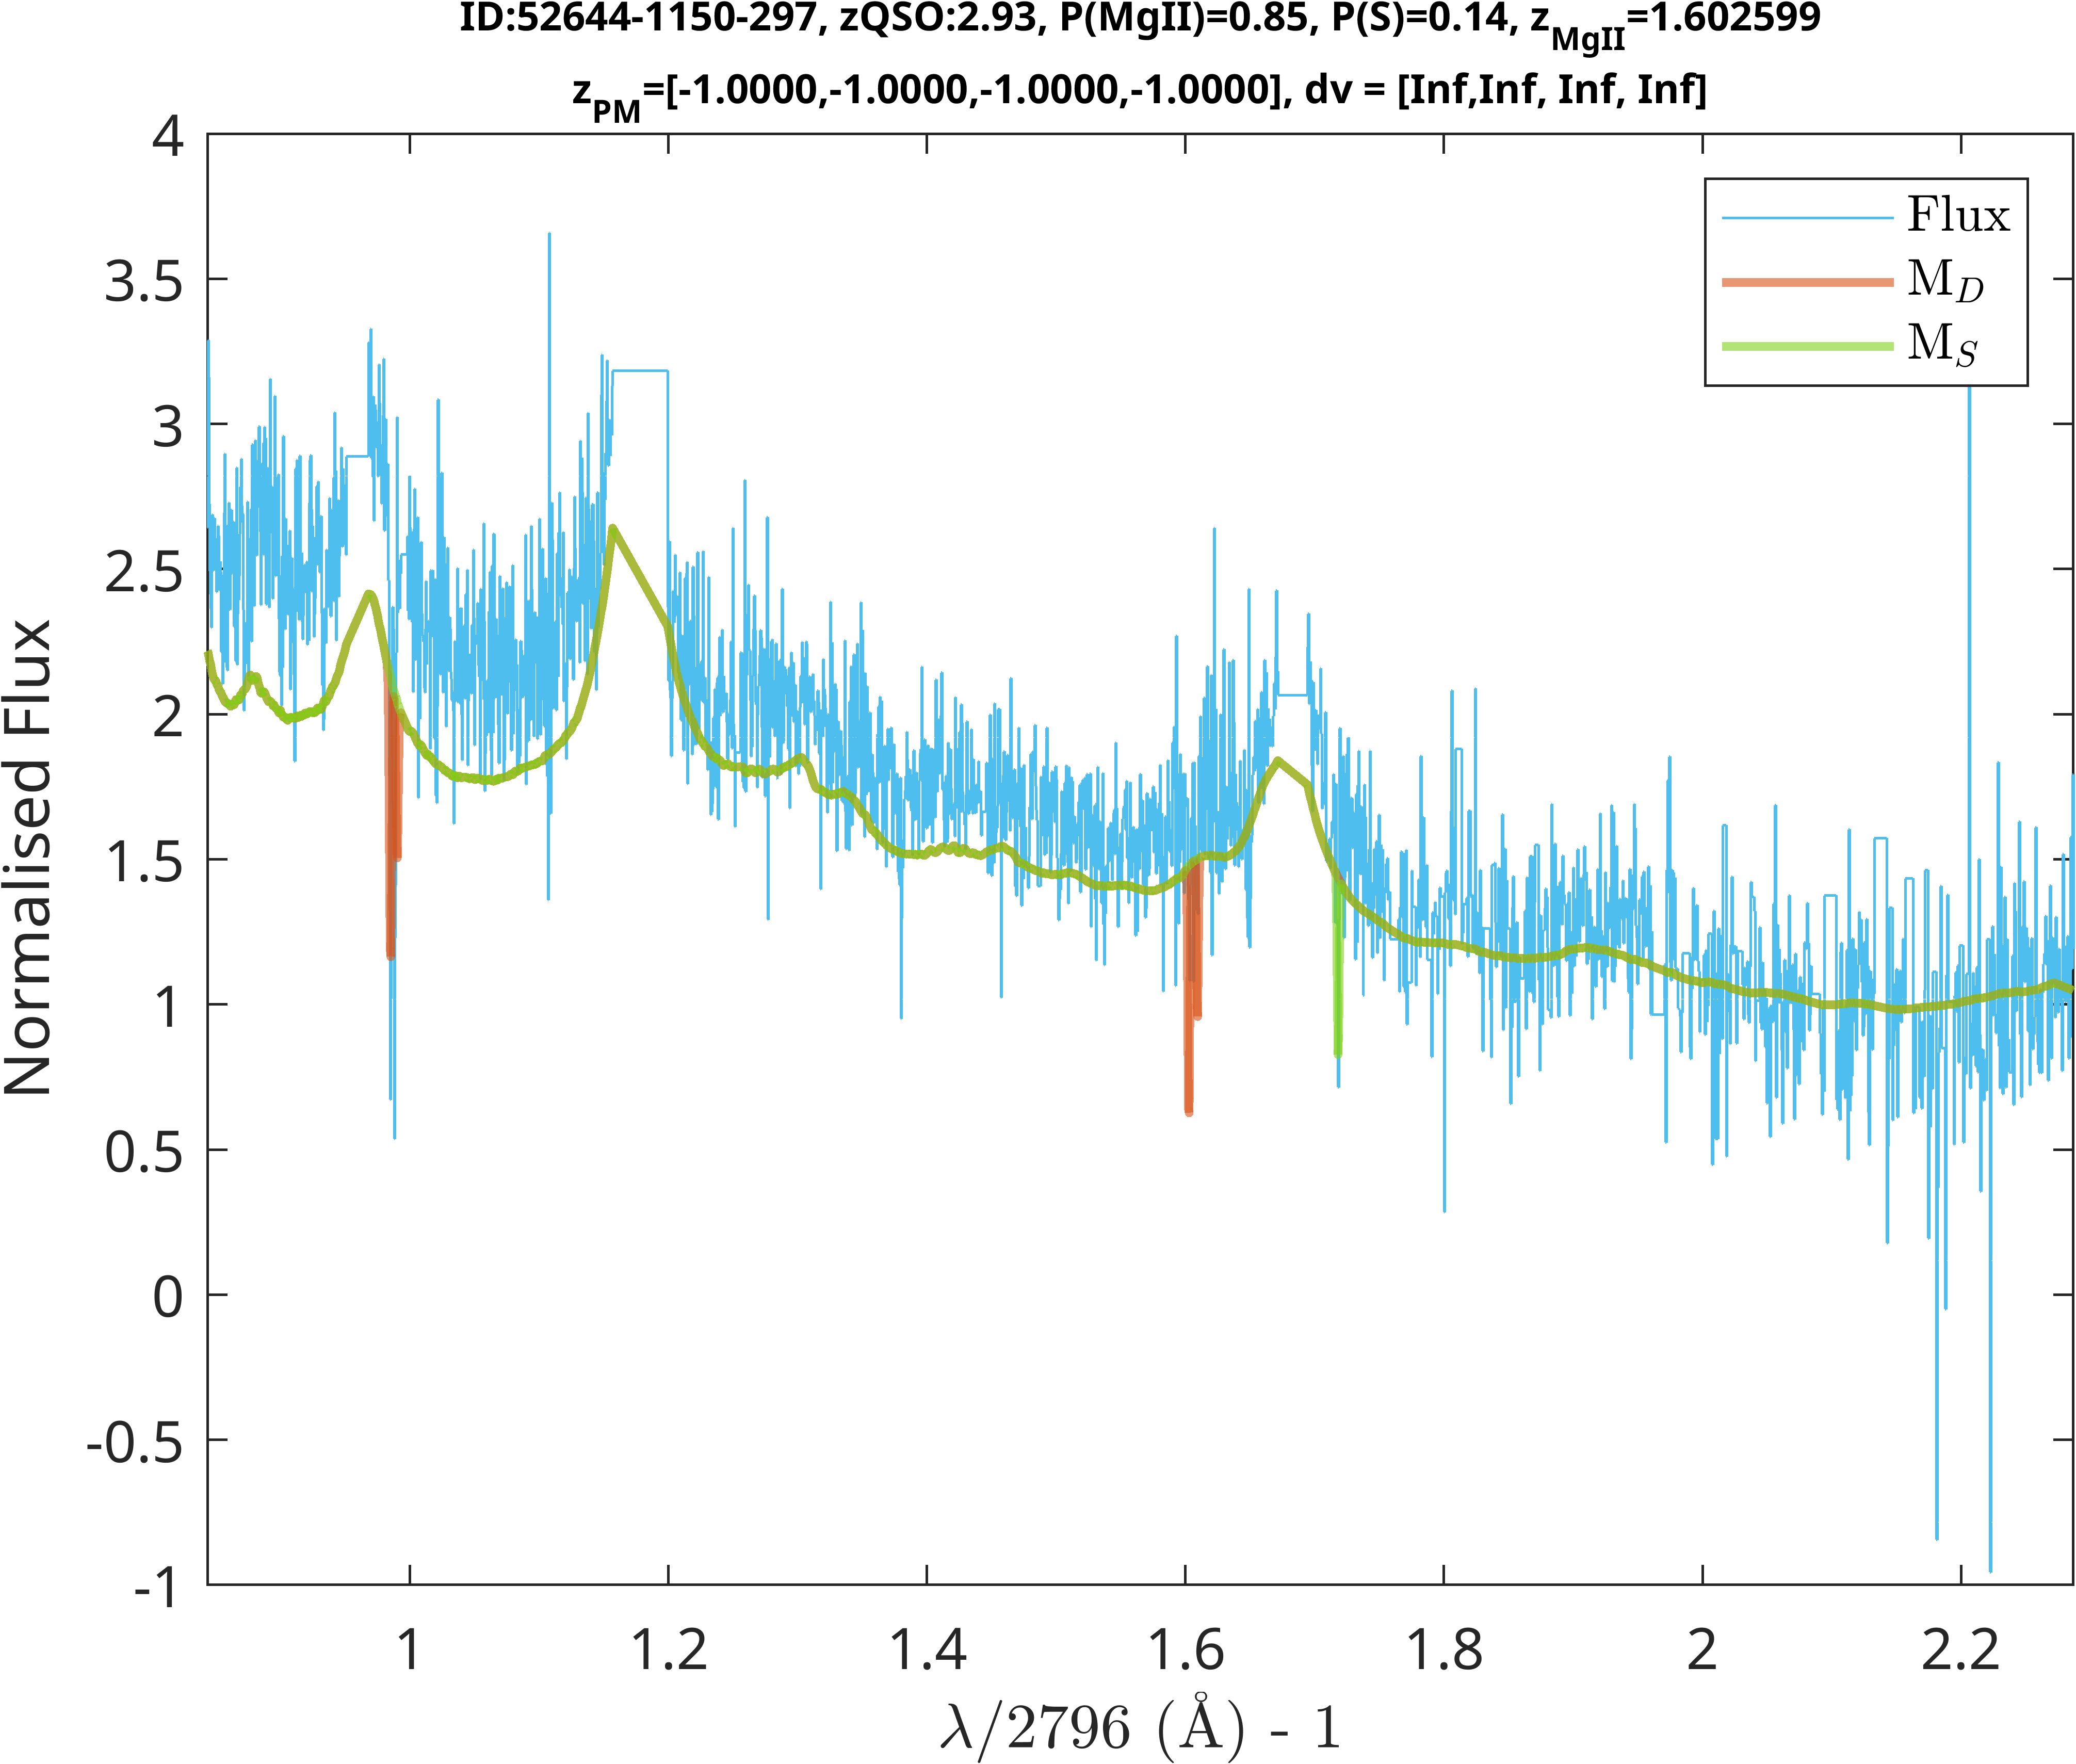 ID:52644-1150-297, zQSO:2.93, P(MgII)=0.85, P(S)=0.14, zMgII=1.602599
zPM=[-1.0000,-1.0000,-1.0000,-1.0000], dv = [Inf,Inf, Inf, Inf]
4
3.5
3
2.5
2
1.5
1
0.5
0
-0.5
-1
Normalised Flux
Flux
MD
MS
1
1.2
1.4
1.6
1.8
2
2.2
λ/2796 (Å) - 1